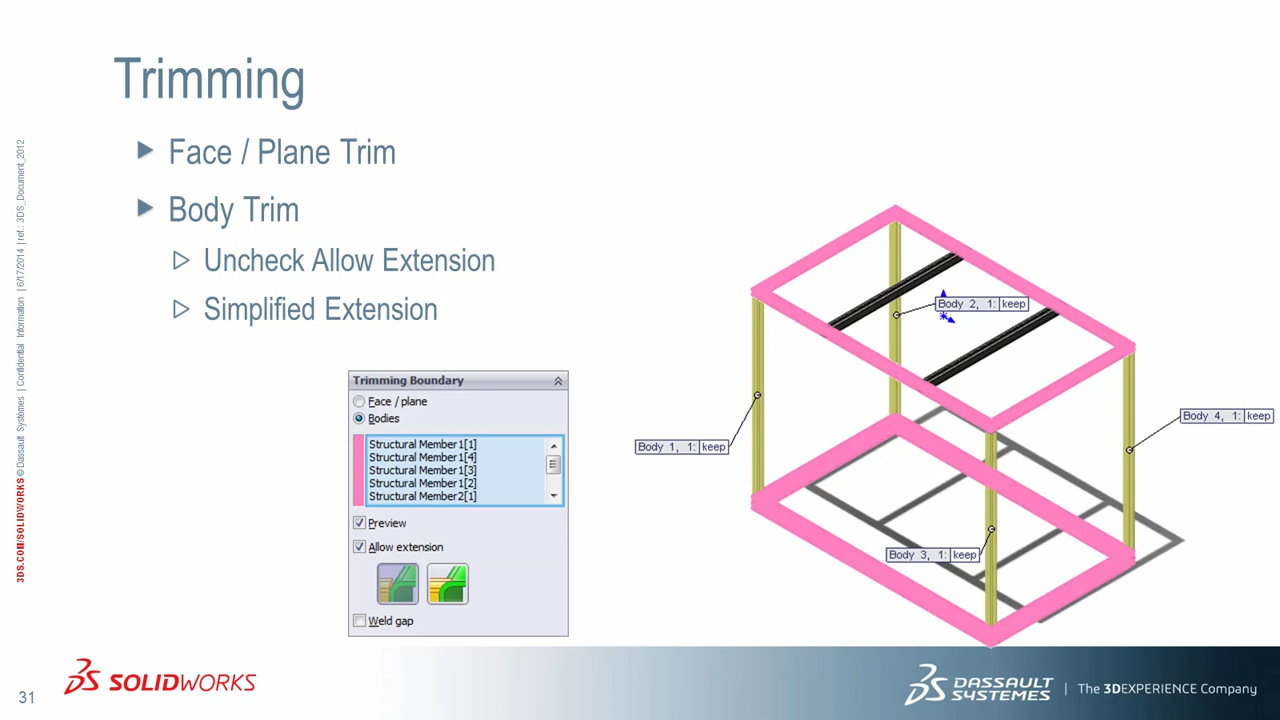 Trimming
Face / Plane Trim
Body Trim
Uncheck Allow Extension
Simplified Extension
3DS.COM/SOLIDWORKS © Dassault Systèmes | Confidential Information | 6/17/2014 | ref.: 3DS_Document_2012
Trimming Boundary
Face / plane
Bodies
Structural Member1[1]
Structural Member1[4]
Structural Member1[3]
Structural Member1[2]
Structural Member2[1]
Preview
Allow extension
Weld gap
Body 2, 1: keep
Body 4, 1: keep
Body 1, 1: keep
Body 3, 1: keep
31
SOLIDWORKS
DASSAULT SYSTEMES | The 3DEXPERIENCE Company